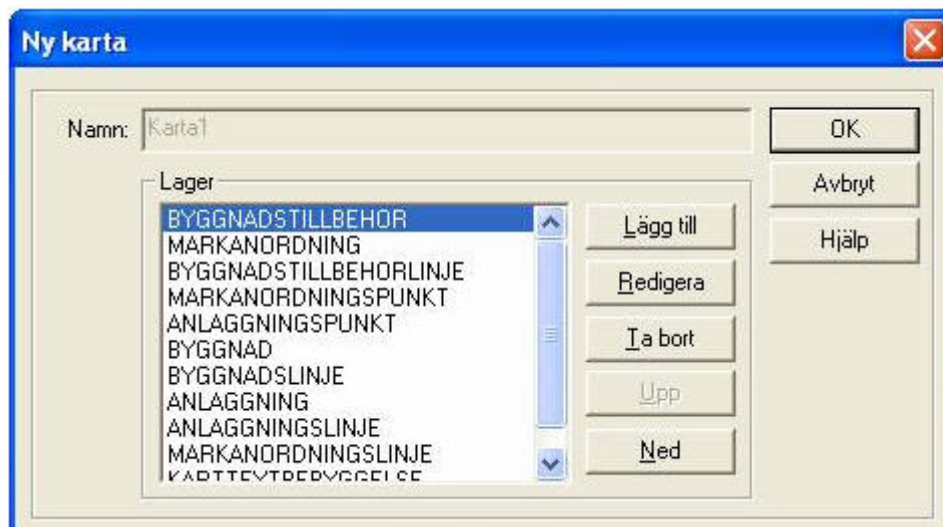 Ny karta
Namn: Karta1
OK
Avbryt
Hjälp
Lager
BYGGNADSTILLBEHOR
MARKANORDNING
BYGGNADSTILLBEHORLINJE
MARKANORDNINGSPUNKT
ANLAGGNINGSPUNKT
BYGGNAD
BYGGNADSLINJE
ANLAGGNING
ANLAGGNINGSLINJE
MARKANORDNINGSLINJE
KARTTEXTBEBYGGELSE
Lägg till
Redigera
Ta bort
Upp
Ned